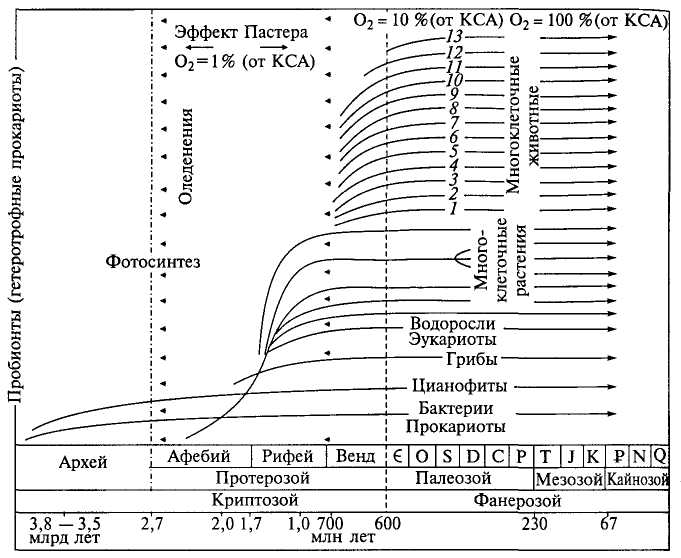 Эффект Пастера
O₂=1% (от КСА)
O₂ = 10 % (от КСА)
O₂ = 100 % (от КСА)
13
12
11
10
9
8
7
6
5
4
3
2
1
Многоклеточные
животные
Оледенения
Фотосинтез
Пробионты (гетеротрофные прокариоты)
Много-
клеточные
растения
Водоросли
Эукариоты
Грибы
Цианофиты
Бактерии
Прокариоты
Архей
Афебий
Рифей
Венд
Є O S D C P T J K ₽ N Q
Протерозой
Палеозой
Мезозой
Кайнозой
Криптозой
Фанерозой
3,8 — 3,5 2,7 2,0 1,7 1,0 700 600 230 67
млрд лет
млн лет